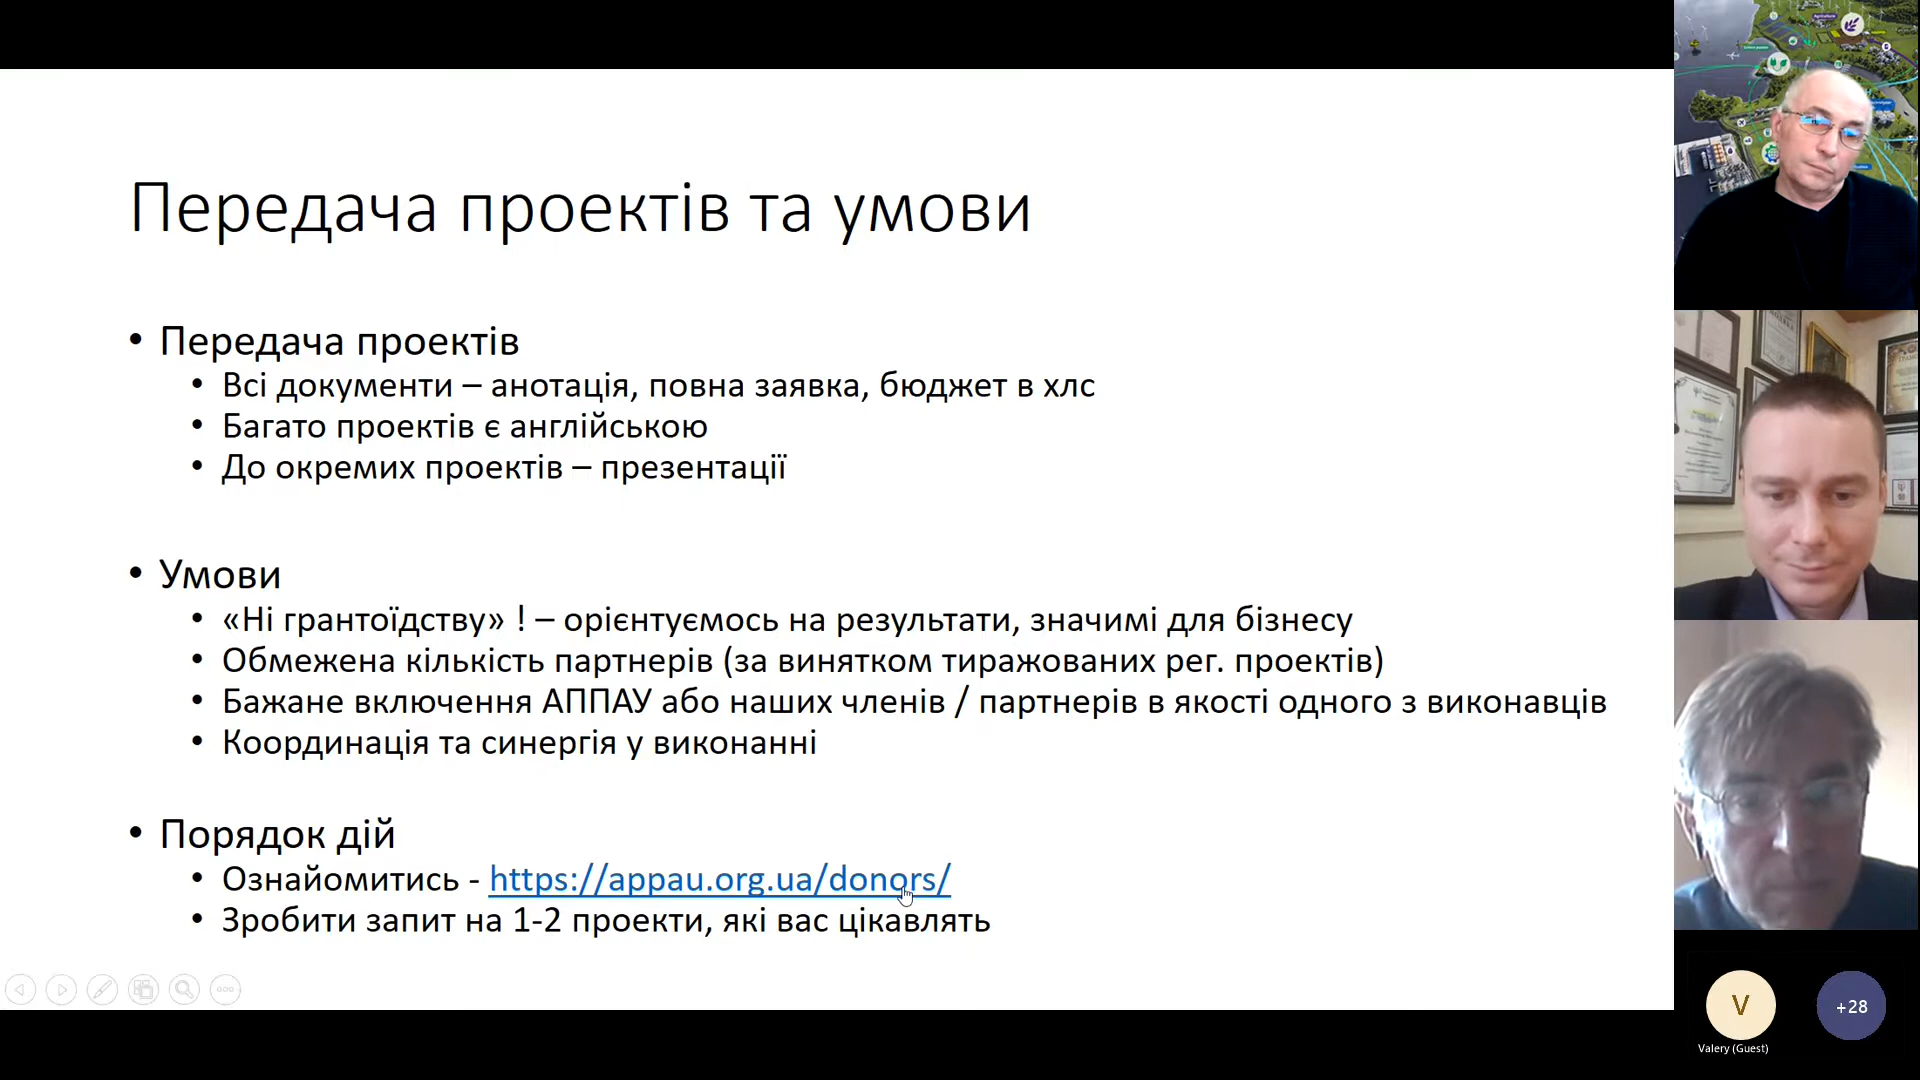 Передача проектів та умови
• Передача проектів
• Всі документи – анотація, повна заявка, бюджет в хлс
• Багато проектів є англійською
• До окремих проектів – презентації
• Умови
• «Ні грантоїдству» ! – орієнтуємось на результати, значимі для бізнесу
• Обмежена кількість партнерів (за винятком тиражованих рег. проектів)
• Бажане включення АППАУ або наших членів / партнерів в якості одного з виконавців
• Координація та синергія у виконанні
• Порядок дій
• Ознайомитись - https://appau.org.ua/donors/
• Зробити запит на 1-2 проекти, які вас цікавлять
V
+28
Valery (Guest)